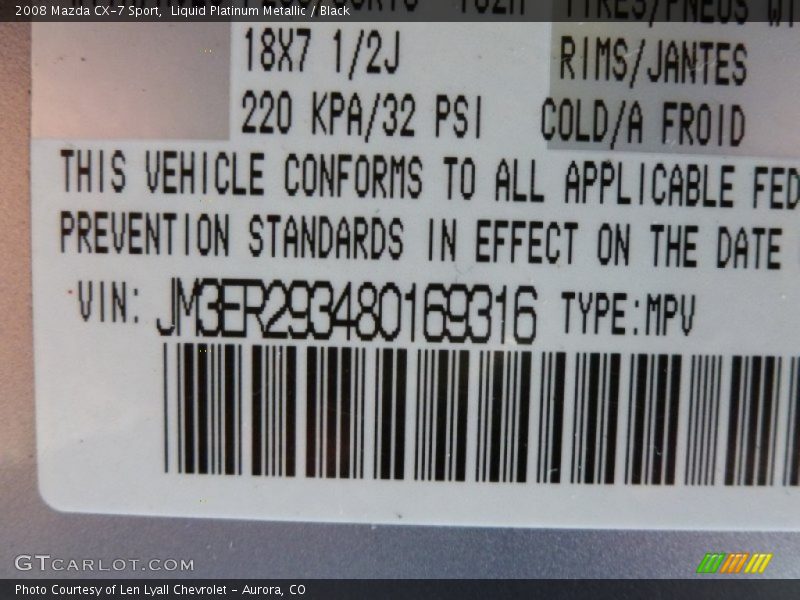 2008 Mazda CX-7 Sport,  Liquid Platinum Metallic / Black
18X7 1/2J RIMS/JANTES
220 KPA/32 PSI COLD/A FROID
THIS VEHICLE CONFORMS TO ALL APPLICABLE FED
PREVENTION STANDARDS IN EFFECT ON THE DATE
VIN: JM3ER293480169316 TYPE:MPV
GTCARLOT.COM
Photo Courtesy of Len Lyall Chevrolet - Aurora, CO